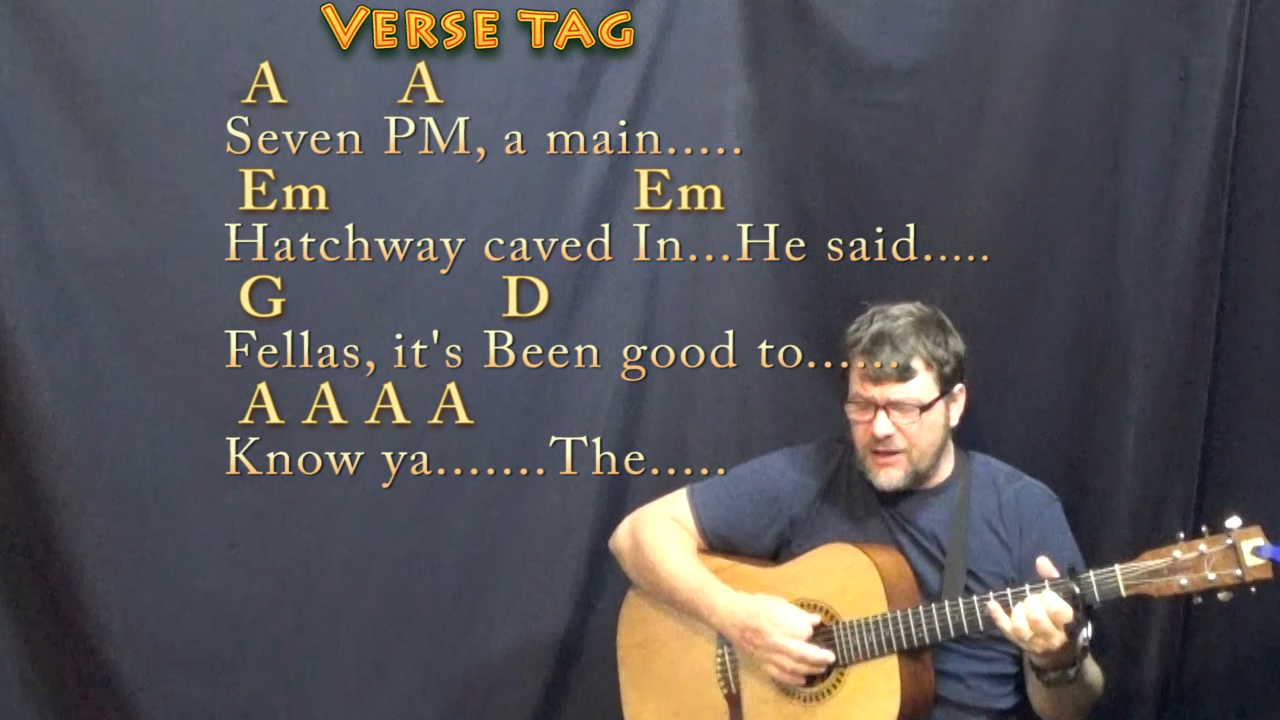 VERSE TAG
A A
Seven PM, a main.....
Em Em
Hatchway caved In...He said.....
G D
Fellas, it's Been good to......
A A A A
Know ya.......The.....